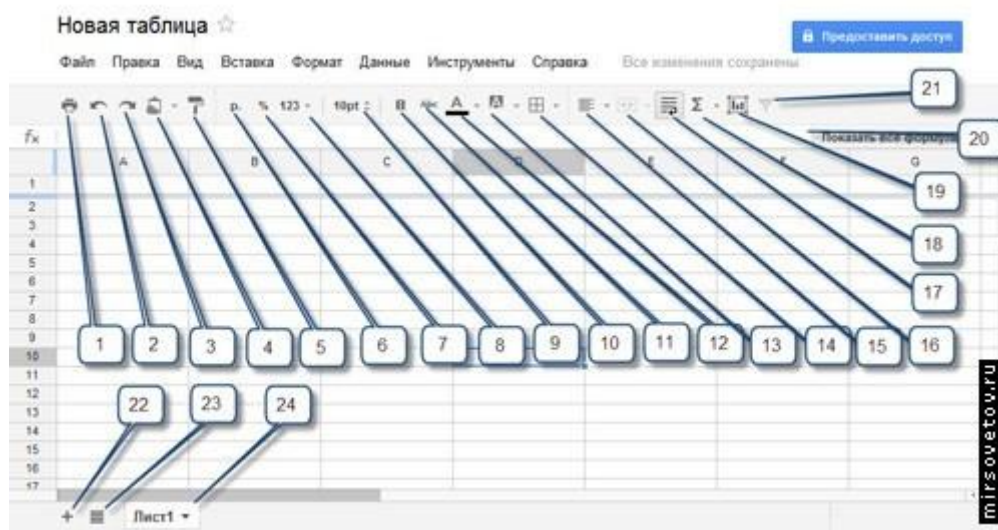 Новая таблица
Предоставить доступ
Файл Правка Вид Вставка Формат Данные Инструменты Справка Все изменения сохранены
р. % 123 10pt B Abc A Σ
21
fx Показать все формулы 20
A B C D E F G
1
19
2
3
4
18
5
6
17
7
8
9
1 2 3 4 5 6 7 8 9 10 11 12 13 14 15 16
10
11
12
22 23 24
13
14
15
16
17
Лист1
mirsovetov.ru